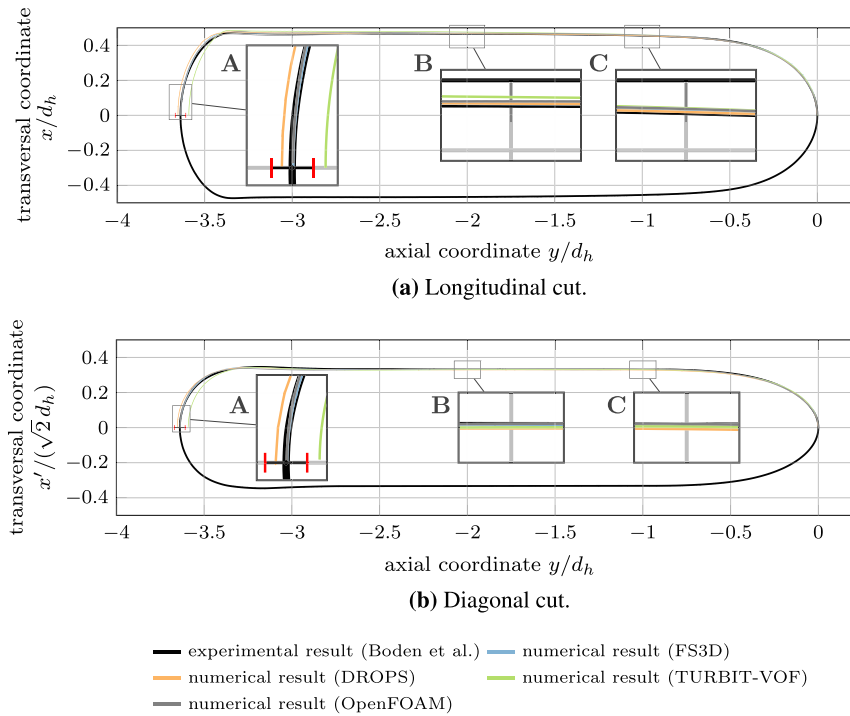 transversal coordinate
x/d_h
0.4
0.2
0
−0.2
−0.4
A
B
C
−4
−3.5
−3
−2.5
−2
−1.5
−1
−0.5
0
axial coordinate y/d_h
(a) Longitudinal cut.
transversal coordinate
x′/(√2 d_h)
0.4
0.2
0
−0.2
−0.4
A
B
C
−4
−3.5
−3
−2.5
−2
−1.5
−1
−0.5
0
axial coordinate y/d_h
(b) Diagonal cut.
experimental result (Boden et al.)
numerical result (FS3D)
numerical result (DROPS)
numerical result (TURBIT-VOF)
numerical result (OpenFOAM)